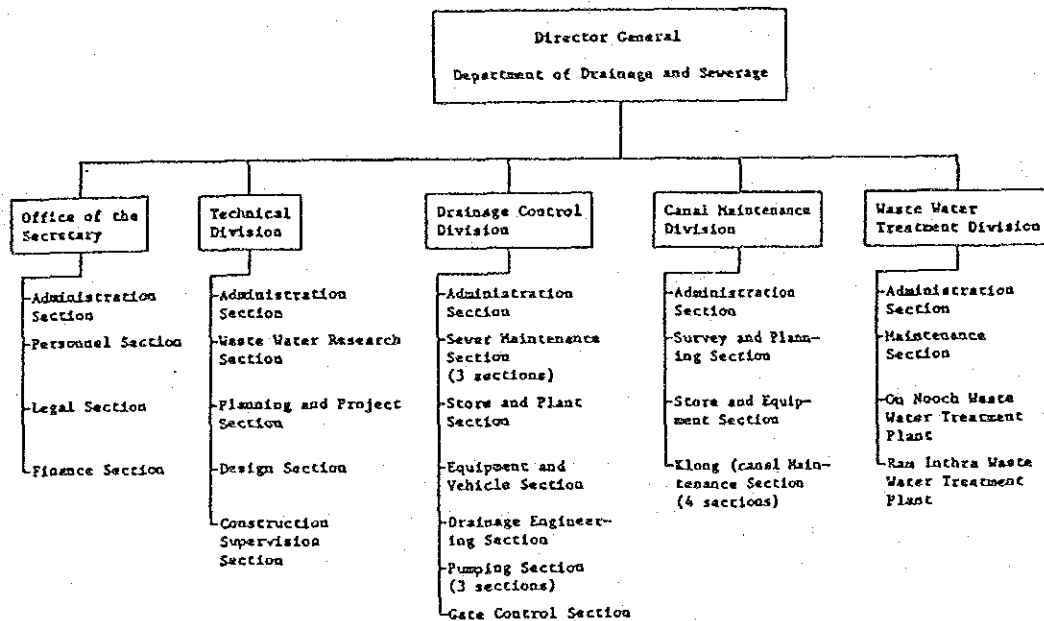 Director General
Department of Drainage and Sewerage
Office of the
Secretary
Administration
Section
Personnel Section
Legal Section
Finance Section
Technical
Division
Administration
Section
Waste Water Research
Section
Planning and Project
Section
Design Section
Construction
Supervision
Section
Drainage Control
Division
Administration
Section
Sewer Maintenance
Section
(3 sections)
Store and Plant
Section
Equipment and
Vehicle Section
Drainage Engineer-
ing Section
Pumping Section
(3 sections)
Gate Control Section
Canal Maintenance
Division
Administration
Section
Survey and Plann-
ing Section
Store and Equip-
ment Section
Klong (canal Main-
tenance Section
(4 sections)
Waste Water
Treatment Division
Administration
Section
Maintenance
Section
On Nooch Waste
Water Treatment
Plant
Ram Inthra Waste
Water Treatment
Plant